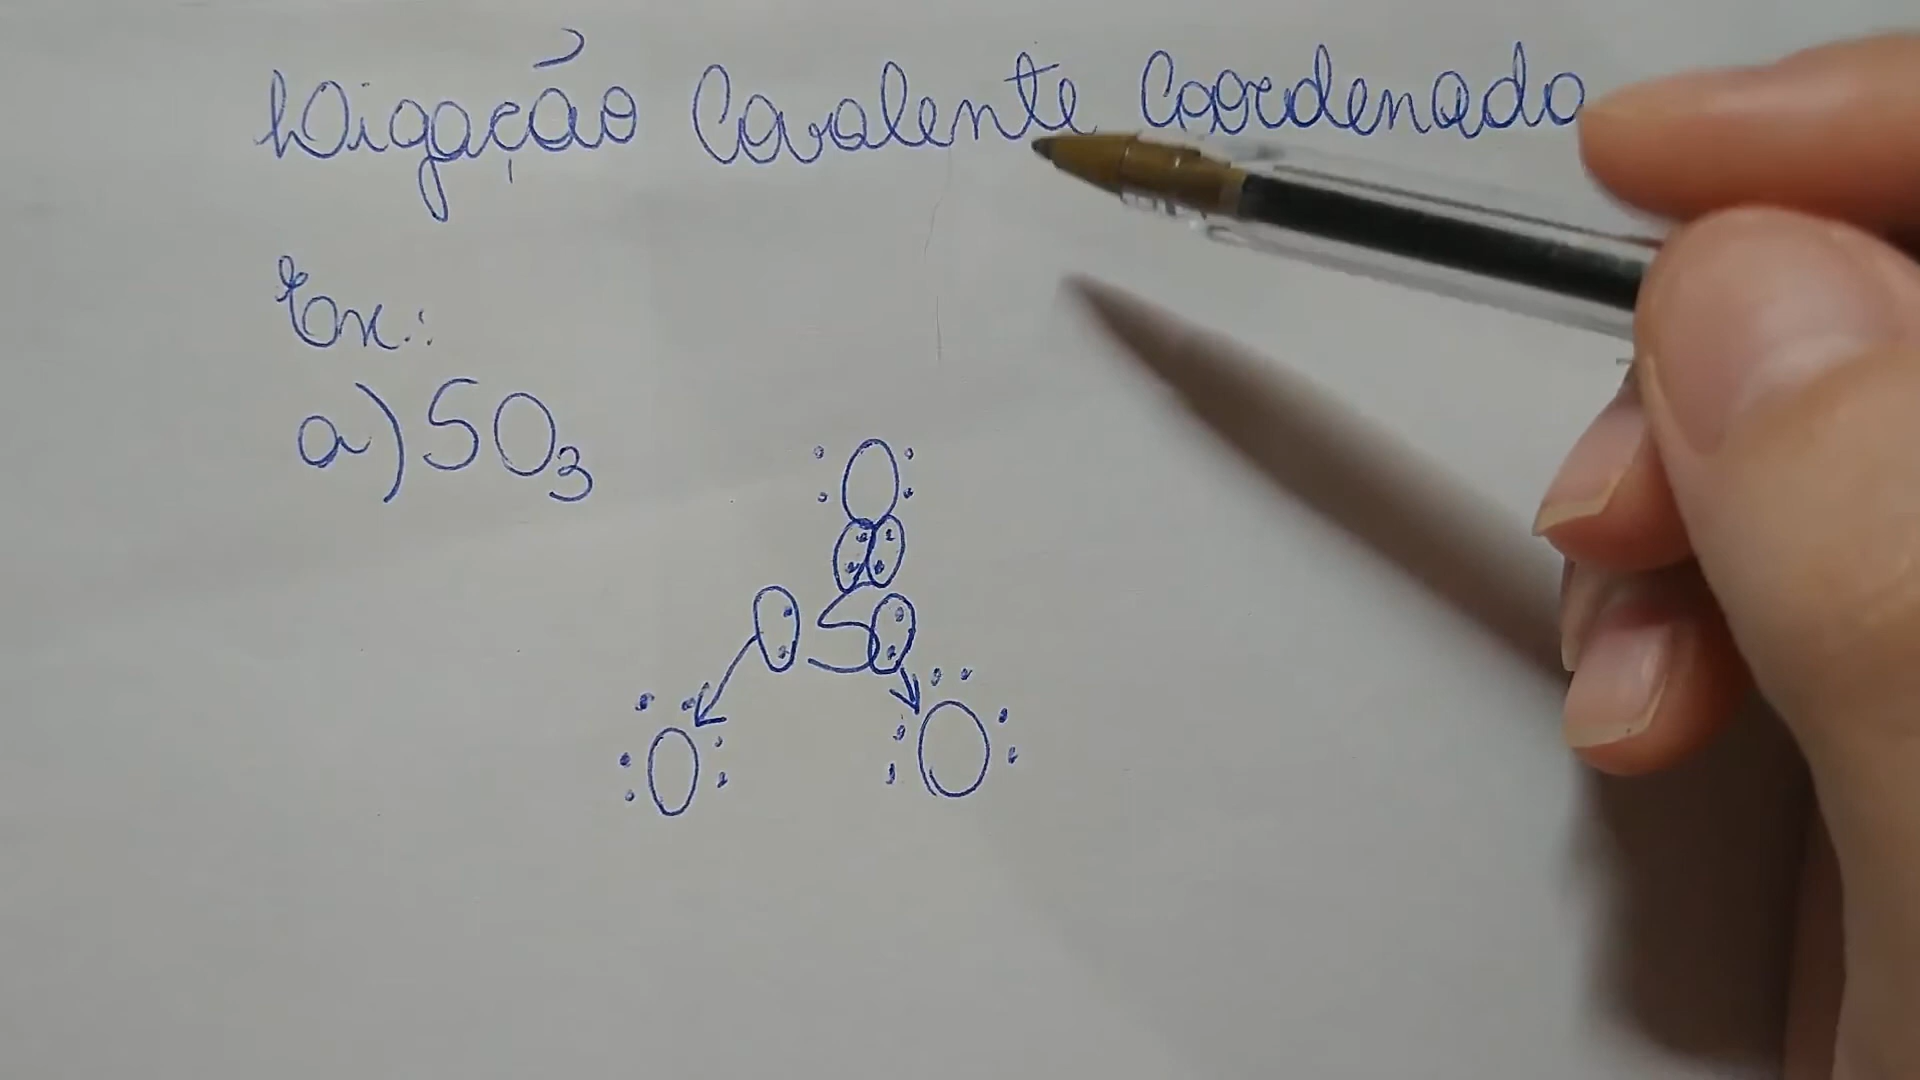 Ligação Covalente Coordenada
Ex.:
a) SO₃
O
S
O O